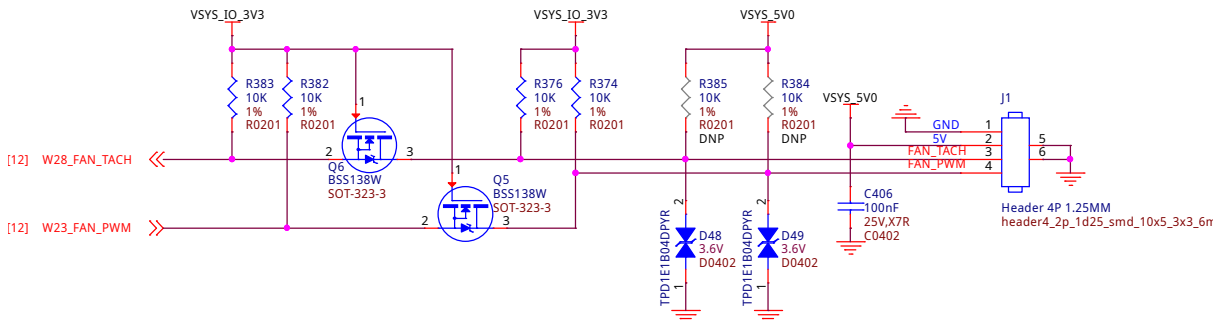 VSYS_IO_3V3
VSYS_IO_3V3
VSYS_5V0
R383
10K
1%
R0201
R382
10K
1%
R0201
R376
10K
1%
R0201
R374
10K
1%
R0201
R385
10K
1%
R0201
DNP
R384
10K
1%
R0201
DNP
VSYS_5V0
J1
GND 1
5V 2
FAN_TACH 3
FAN_PWM 4
5
6
1
[12] W28_FAN_TACH
2
3
Q6
BSS138W
SOT-323-3
1
Q5
BSS138W
SOT-323-3
[12] W23_FAN_PWM
2
3
2
TPD1E1B04DPYR
D48
3.6V
D0402
1
2
TPD1E1B04DPYR
D49
3.6V
D0402
1
C406
100nF
25V,X7R
C0402
Header 4P 1.25MM
header4_2p_1d25_smd_10x5_3x3_6m